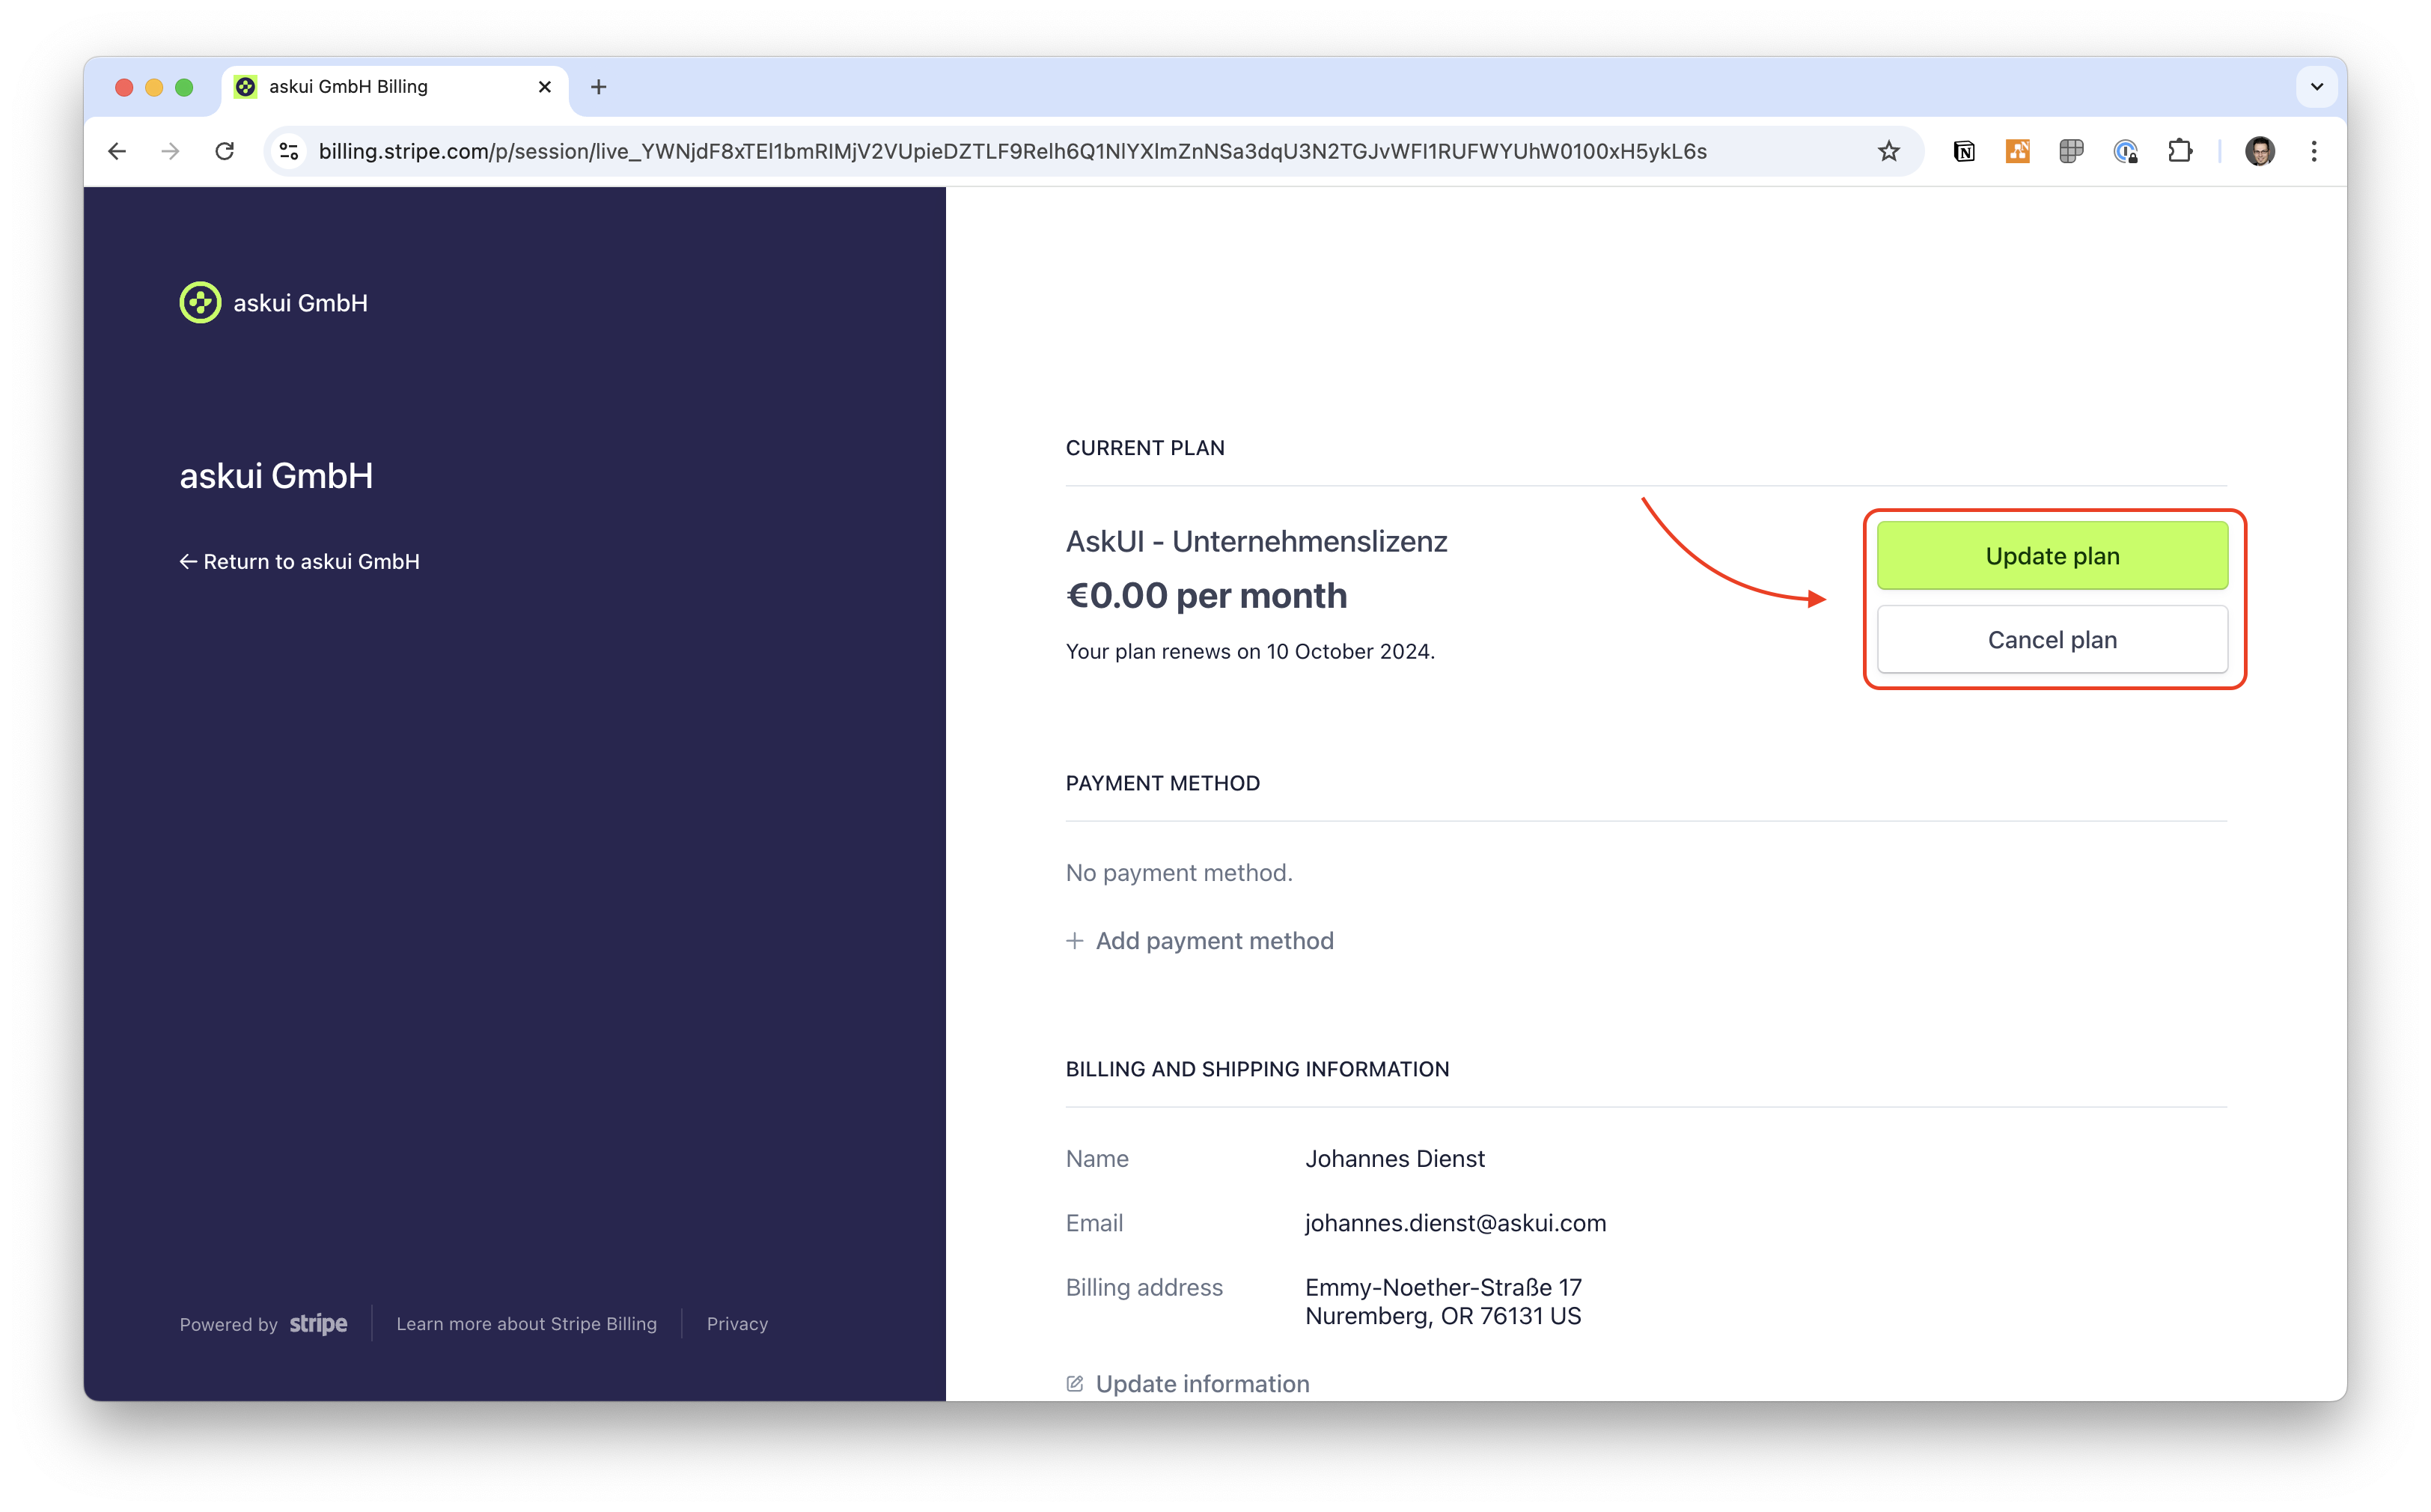 askui GmbH Billing
billing.stripe.com/p/session/live_YWNjdF8xTEl1bmRIMjV2VUpieDZTLF9Relh6Q1NlYXlmZnNSa3dqU3N2TGJvWFI1RUFWYUhW0100xH5ykL6s
askui GmbH
askui GmbH
← Return to askui GmbH
CURRENT PLAN
AskUI - Unternehmenslizenz
€0.00 per month
Your plan renews on 10 October 2024.
Update plan
Cancel plan
PAYMENT METHOD
No payment method.
+ Add payment method
BILLING AND SHIPPING INFORMATION
Name Johannes Dienst
Email johannes.dienst@askui.com
Billing address Emmy-Noether-Straße 17
Nuremberg, OR 76131 US
Update information
Powered by stripe Learn more about Stripe Billing Privacy